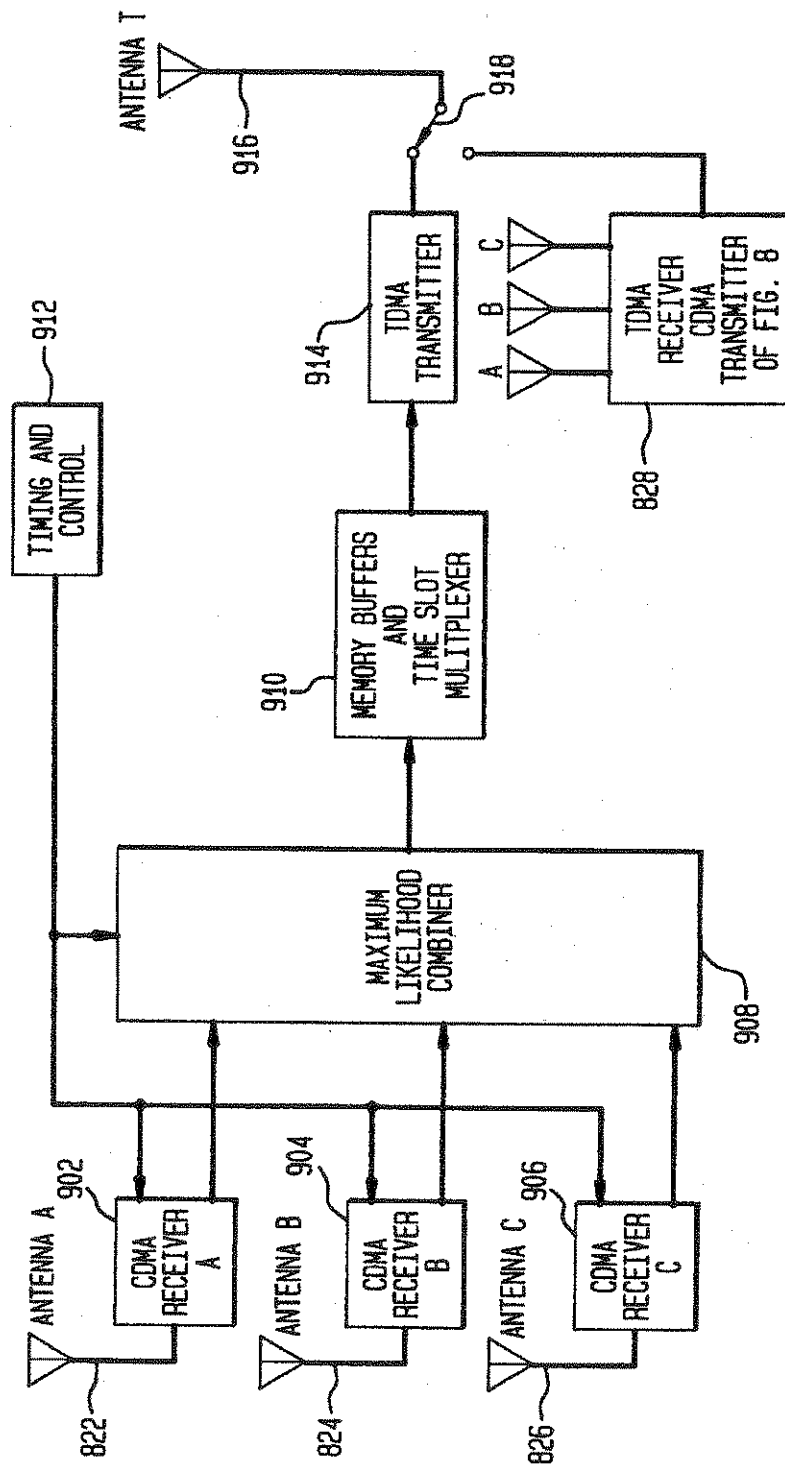 ANTENNA A
822
902
CDMA
RECEIVER
A
ANTENNA B
824
904
CDMA
RECEIVER
B
ANTENNA C
826
906
CDMA
RECEIVER
C
MAXIMUM
LIKELIHOOD
COMBINER
908
TIMING AND
CONTROL
912
910
MEMORY BUFFERS
AND
TIME SLOT
MULITPLEXER
914
TDMA
TRANSMITTER
ANTENNA T
916
918
A
B
C
TDMA
RECEIVER
CDMA
TRANSMITTER
OF FIG. 8
828